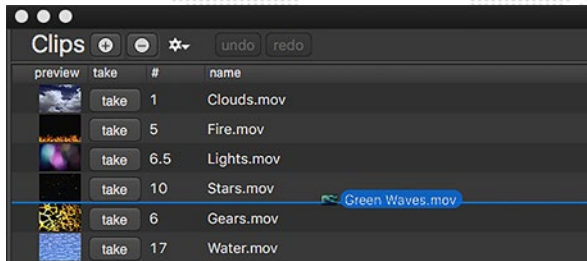 Clips undo redo
preview take # name
take 1 Clouds.mov
take 5 Fire.mov
take 6.5 Lights.mov
take 10 Stars.mov
Green Waves.mov
take 6 Gears.mov
take 17 Water.mov